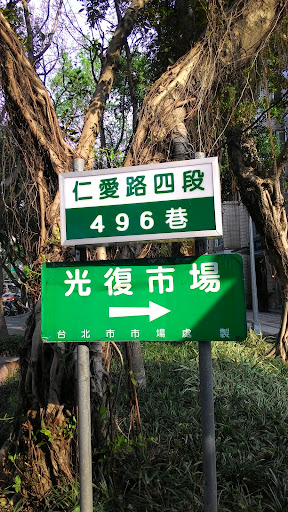 仁愛路四段
496巷
光復市場
→
台北市市場處 製